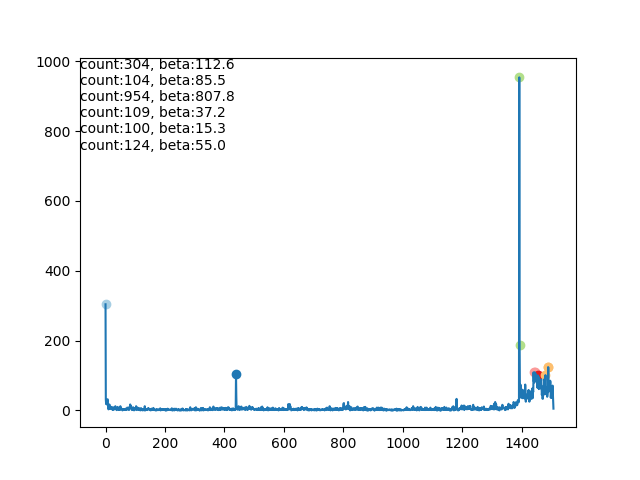 count:304, beta:112.6
count:104, beta:85.5
count:954, beta:807.8
count:109, beta:37.2
count:100, beta:15.3
count:124, beta:55.0
1000
800
600
400
200
0
0 200 400 600 800 1000 1200 1400